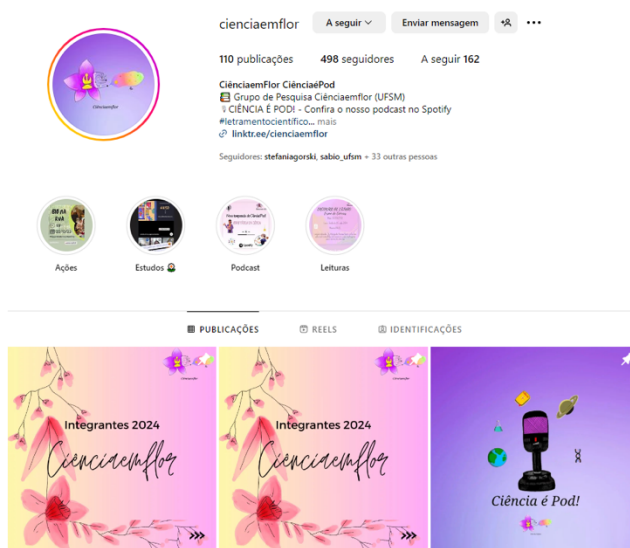 cienciaemflor A seguir Enviar mensagem
110 publicações 498 seguidores A seguir 162
CiênciaemFlor CiênciaéPod
Grupo de Pesquisa Ciênciaemflor (UFSM)
CIÊNCIA É POD! - Confira o nosso podcast no Spotify
#letramentocientífico... mais
linktr.ee/cienciaemflor
Seguidores: stefaniagorski, sabio_ufsm + 33 outras pessoas
Ações Estudos Podcast Leituras
PUBLICAÇÕES REELS IDENTIFICAÇÕES
Integrantes 2024
Ciênciaemflor
Integrantes 2024
Ciênciaemflor
Ciência é Pod!